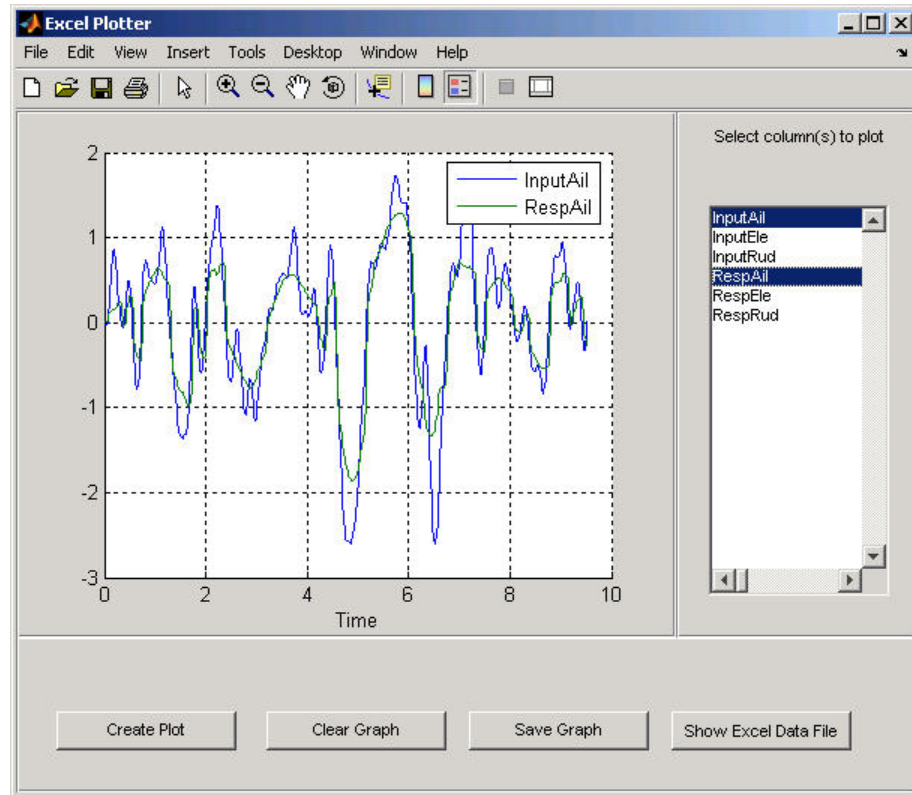 Excel Plotter
File Edit View Insert Tools Desktop Window Help
Select column(s) to plot
2
1
0
-1
-2
-3
0 2 4 6 8 10
Time
InputAil
RespAil
InputAil
InputEle
InputRud
RespAil
RespEle
RespRud
Create Plot Clear Graph Save Graph Show Excel Data File